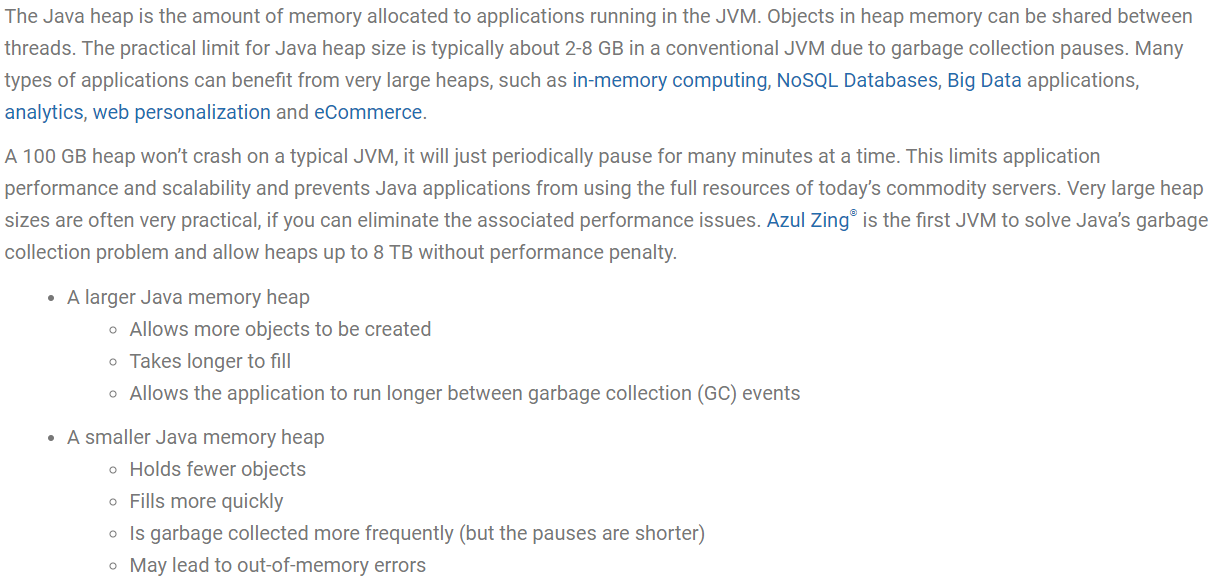 The Java heap is the amount of memory allocated to applications running in the JVM. Objects in heap memory can be shared between
threads. The practical limit for Java heap size is typically about 2-8 GB in a conventional JVM due to garbage collection pauses. Many
types of applications can benefit from very large heaps, such as in-memory computing, NoSQL Databases, Big Data applications,
analytics, web personalization and eCommerce.
A 100 GB heap won’t crash on a typical JVM, it will just periodically pause for many minutes at a time. This limits application
performance and scalability and prevents Java applications from using the full resources of today’s commodity servers. Very large heap
sizes are often very practical, if you can eliminate the associated performance issues. Azul Zing® is the first JVM to solve Java’s garbage
collection problem and allow heaps up to 8 TB without performance penalty.
• A larger Java memory heap
◦ Allows more objects to be created
◦ Takes longer to fill
◦ Allows the application to run longer between garbage collection (GC) events
• A smaller Java memory heap
◦ Holds fewer objects
◦ Fills more quickly
◦ Is garbage collected more frequently (but the pauses are shorter)
◦ May lead to out-of-memory errors